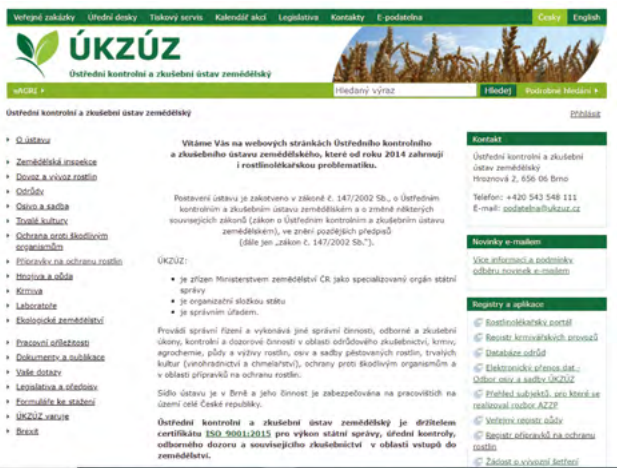 Veřejné zakázky Úřední desky Tiskový servis Kalendář akcí Legislativa Kontakty E-podatelna Česky English
ÚKZÚZ
Ústřední kontrolní a zkušební ústav zemědělský
eAGRI Hledaný výraz Hledej Podrobné hledání
Ústřední kontrolní a zkušební ústav zemědělský Přihlásit
O ústavu
Zemědělská inspekce
Dovoz a vývoz rostlin
Odrůdy
Osivo a sadba
Trvalé kultury
Ochrana proti škodlivým
organismům
Přípravky na ochranu rostlin
Hnojiva a půda
Krmiva
Laboratoře
Ekologické zemědělství
Pracovní příležitosti
Dokumenty a publikace
Vaše dotazy
Legislativa a předpisy
Formuláře ke stažení
ÚKZÚZ varuje
Brexit
Vítáme Vás na webových stránkách Ústředního kontrolního
a zkušebního ústavu zemědělského, které od roku 2014 zahrnují
i rostlinolékařskou problematiku.
Postavení ústavu je zakotveno v zákoně č. 147/2002 Sb., o Ústředním
kontrolním a zkušebním ústavu zemědělském a o změně některých
souvisejících zákonů (zákon o Ústředním kontrolním a zkušebním ústavu
zemědělském), ve znění pozdějších předpisů
(dále jen „zákon č. 147/2002 Sb.").
ÚKZÚZ:
• je zřízen Ministerstvem zemědělství ČR jako specializovaný orgán státní
správy
• je organizační složkou státu
• je správním úřadem.
Provádí správní řízení a vykonává jiné správní činnosti, odborné a zkušební
úkony, kontrolní a dozorové činnosti v oblasti odrůdového zkušebnictví, krmiv,
agrochemie, půdy a výživy rostlin, osiv a sadby pěstovaných rostlin, trvalých
kultur (vinohradnictví a chmelařství), ochrany proti škodlivým organismům a
v oblasti přípravků na ochranu rostlin.
Sídlo ústavu je v Brně a jeho činnost je zabezpečována na pracovištích na
území celé České republiky.
Ústřední kontrolní a zkušební ústav zemědělský je držitelem
certifikátu ISO 9001:2015 pro výkon státní správy, úřední kontroly,
odborného dozoru a souvisejícího zkušebnictví v oblasti vstupů do
zemědělství.
Kontakt
Ústřední kontrolní a zkušební
ústav zemědělský
Hroznová 2, 656 06 Brno
Telefon: +420 543 548 111
E-mail: podatelna@ukzuz.cz
Novinky e-mailem
Více informací a podmínky
odběru novinek e-mailem
Registry a aplikace
Rostlinolékařský portál
Registr krmivářských provozů
Databáze odrůd
Elektronický přenos dat -
Odbor osiv a sadby ÚKZÚZ
Přehled subjektů, pro které se
realizoval rozbor AZZP
Veřejný registr půdy
Registr přípravků na ochranu
rostlin
Žádost o vývozní šetření